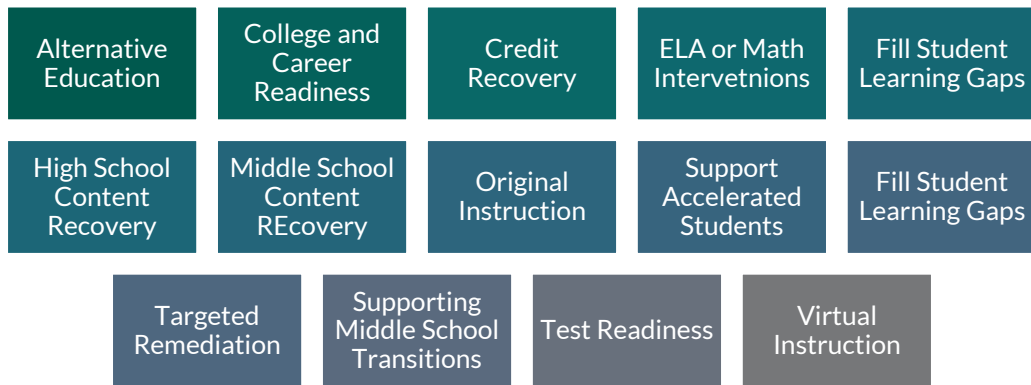 Alternative
Education
College and
Career
Readiness
Credit
Recovery
ELA or Math
Intervetnions
Fill Student
Learning Gaps
High School
Content
Recovery
Middle School
Content
REcovery
Original
Instruction
Support
Accelerated
Students
Fill Student
Learning Gaps
Targeted
Remediation
Supporting
Middle School
Transitions
Test Readiness
Virtual
Instruction